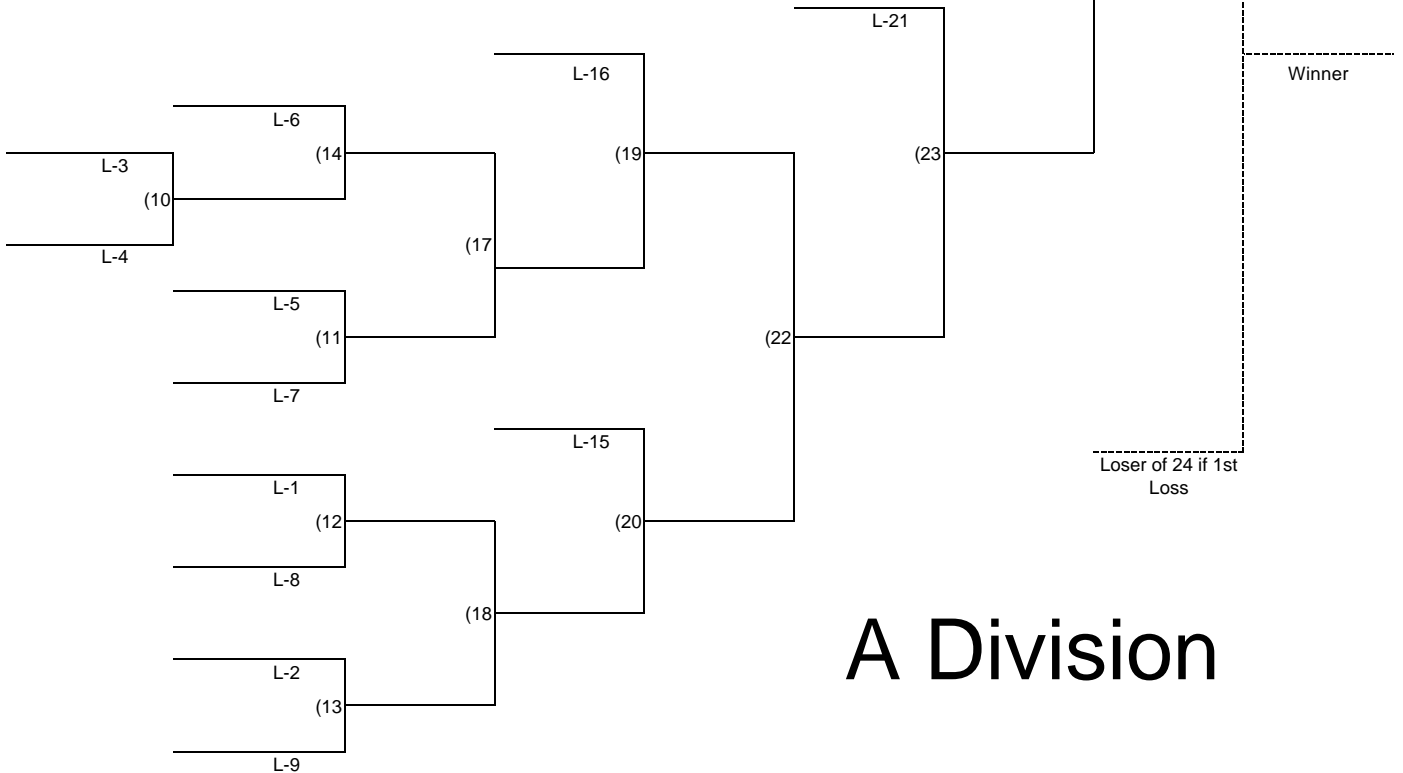 L-21
L-16
Winner
L-6
L-3
(14
(19
(23
(10
L-4
(17
L-5
(11
(22
L-7
L-15
Loser of 24 if 1st
Loss
L-1
(12
(20
L-8
(18
A Division
L-2
(13
L-9